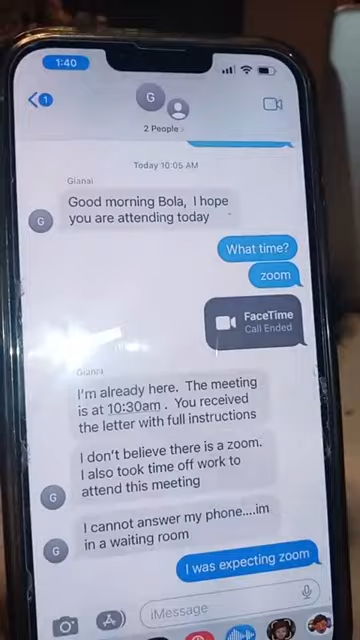 1:40
1
G
2 People >
Today 10:05 AM
Gianai
Good morning Bola, I hope
you are attending today
G
What time?
zoom
FaceTime
Call Ended
Gianai
I'm already here. The meeting
is at 10:30am . You received
the letter with full instructions
I don't believe there is a zoom.
I also took time off work to
attend this meeting
G
I cannot answer my phone....im
in a waiting room
G
I was expecting zoom
iMessage